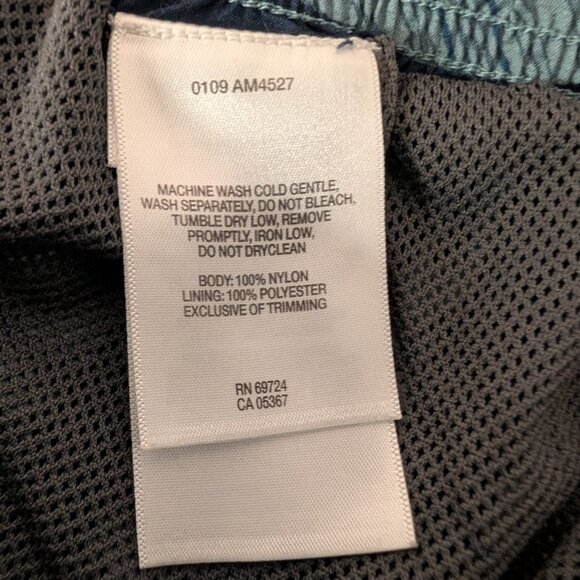 0109 AM4527
MACHINE WASH COLD GENTLE,
WASH SEPARATELY, DO NOT BLEACH.
TUMBLE DRY LOW, REMOVE
PROMPTLY, IRON LOW,
DO NOT DRYCLEAN
BODY: 100% NYLON
LINING: 100% POLYESTER
EXCLUSIVE OF TRIMMING
RN 69724
CA 05367